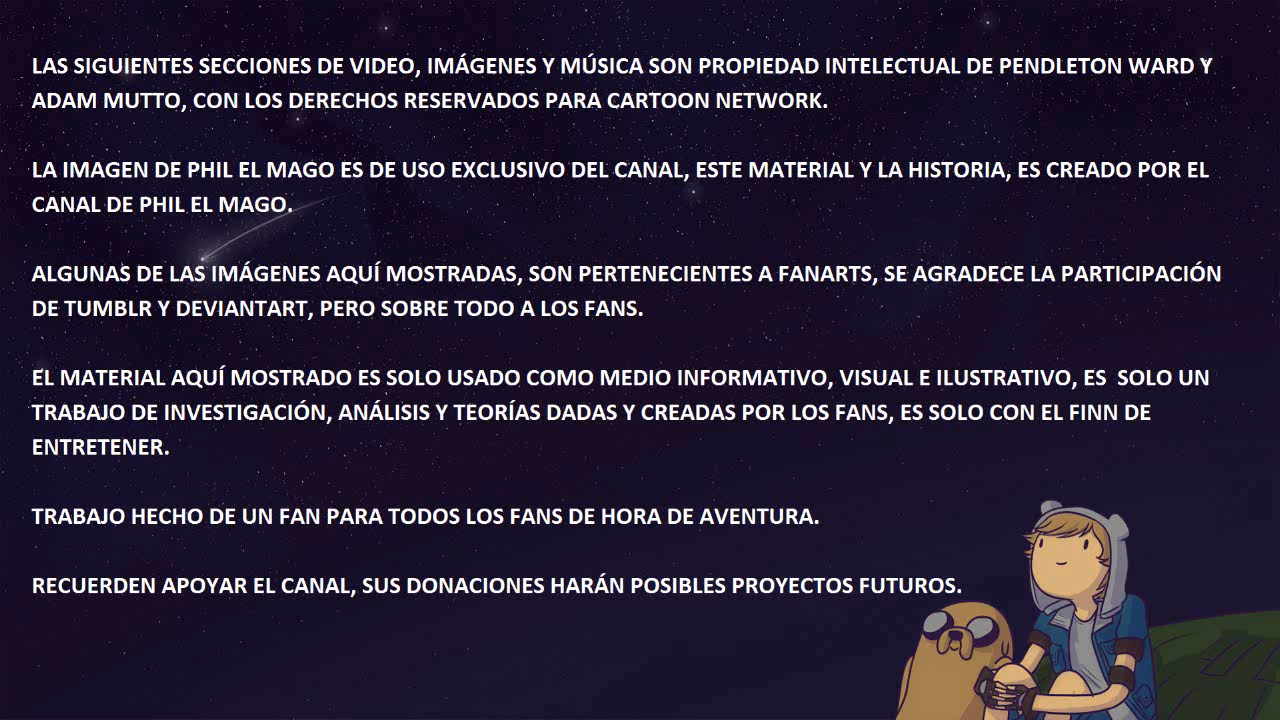 LAS SIGUIENTES SECCIONES DE VIDEO, IMÁGENES Y MÚSICA SON PROPIEDAD INTELECTUAL DE PENDLETON WARD Y
ADAM MUTTO, CON LOS DERECHOS RESERVADOS PARA CARTOON NETWORK.
LA IMAGEN DE PHIL EL MAGO ES DE USO EXCLUSIVO DEL CANAL, ESTE MATERIAL Y LA HISTORIA, ES CREADO POR EL
CANAL DE PHIL EL MAGO.
ALGUNAS DE LAS IMÁGENES AQUÍ MOSTRADAS, SON PERTENECIENTES A FANARTS, SE AGRADECE LA PARTICIPACIÓN
DE TUMBLR Y DEVIANTART, PERO SOBRE TODO A LOS FANS.
EL MATERIAL AQUÍ MOSTRADO ES SOLO USADO COMO MEDIO INFORMATIVO, VISUAL E ILUSTRATIVO, ES  SOLO UN
TRABAJO DE INVESTIGACIÓN, ANÁLISIS Y TEORÍAS DADAS Y CREADAS POR LOS FANS, ES SOLO CON EL FINN DE
ENTRETENER.
TRABAJO HECHO DE UN FAN PARA TODOS LOS FANS DE HORA DE AVENTURA.
RECUERDEN APOYAR EL CANAL, SUS DONACIONES HARÁN POSIBLES PROYECTOS FUTUROS.